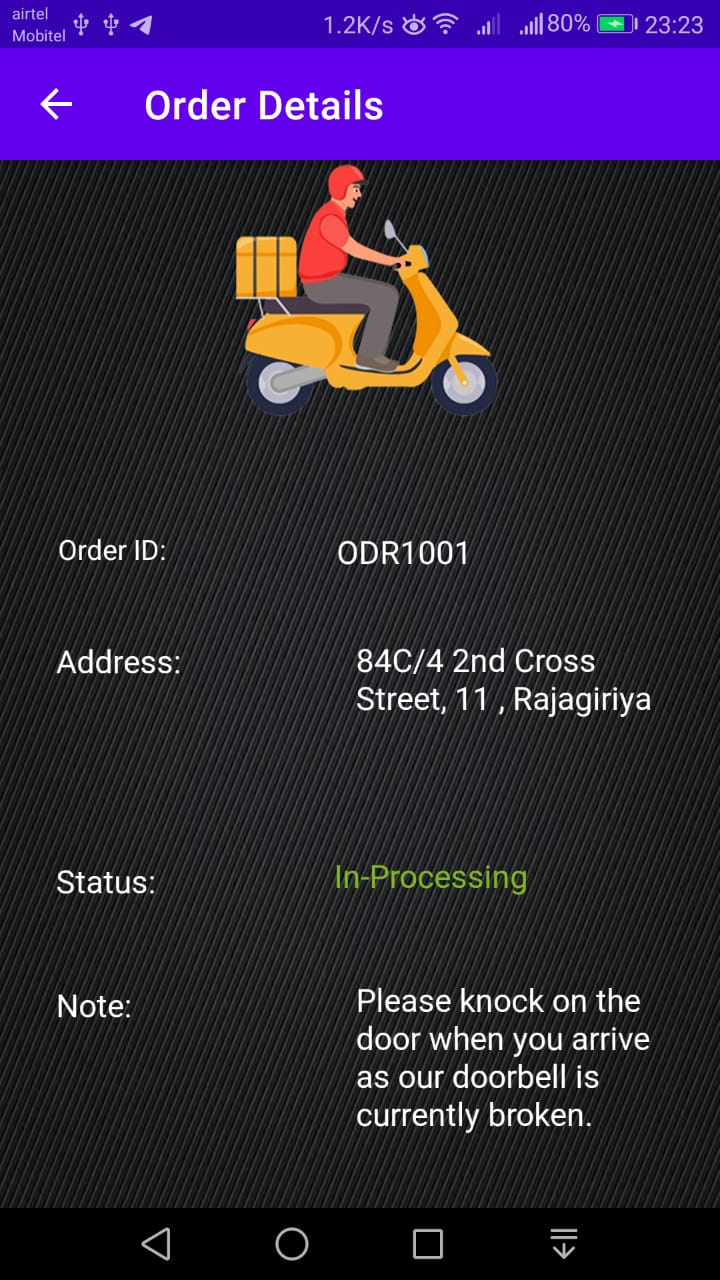 airtel
Mobitel
1.2K/s 80% 23:23
Order Details
Order ID: ODR1001
Address: 84C/4 2nd Cross
Street, 11 , Rajagiriya
Status: In-Processing
Note: Please knock on the
door when you arrive
as our doorbell is
currently broken.